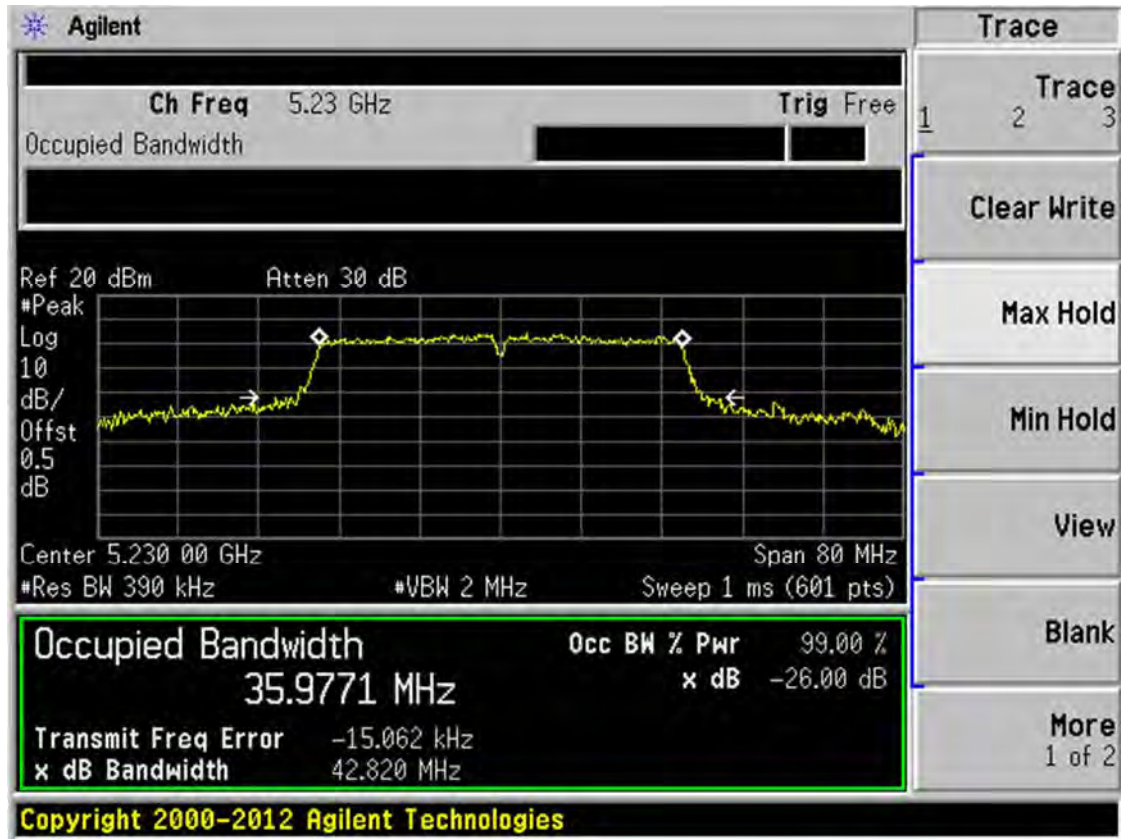 Agilent
Trace
Ch Freq 5.23 GHz Trig Free
Occupied Bandwidth
Trace
1 2 3
Clear Write
Max Hold
Min Hold
View
Blank
More
1 of 2
Ref 20 dBm Atten 30 dB
#Peak
Log
10
dB/
Offst
0.5
dB
Center 5.230 00 GHz Span 80 MHz
#Res BW 390 kHz #VBW 2 MHz Sweep 1 ms (601 pts)
Occupied Bandwidth Occ BW % Pwr 99.00 %
35.9771 MHz x dB -26.00 dB
Transmit Freq Error -15.062 kHz
x dB Bandwidth 42.820 MHz
Copyright 2000-2012 Agilent Technologies